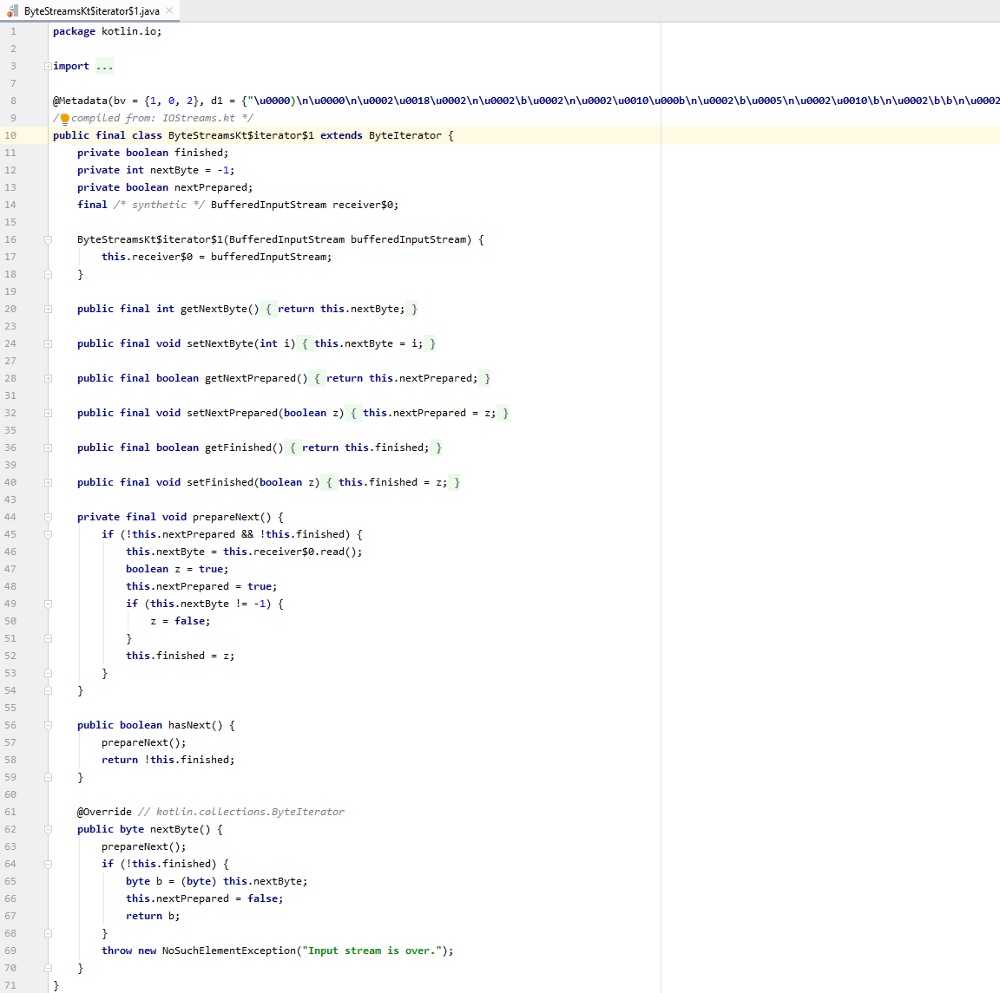 ByteStreamsKt$iterator$1.java
1 package kotlin.io;
2
3 import ...
7
8 @Metadata(bv = {1, 0, 2}, d1 = {"\u0000)\n\u0000\n\u0002\u0018\u0002\n\u0002\b\u0002\n\u0002\u0010\u000b\n\u0002\b\u0005\n\u0002\u0010\b\n\u0002\b\b\n\u0002
9 /* compiled from: IOStreams.kt */
10 public final class ByteStreamsKt$iterator$1 extends ByteIterator {
11 private boolean finished;
12 private int nextByte = -1;
13 private boolean nextPrepared;
14 final /* synthetic */ BufferedInputStream receiver$0;
15
16 ByteStreamsKt$iterator$1(BufferedInputStream bufferedInputStream) {
17 this.receiver$0 = bufferedInputStream;
18 }
19
20 public final int getNextByte() { return this.nextByte; }
23
24 public final void setNextByte(int i) { this.nextByte = i; }
27
28 public final boolean getNextPrepared() { return this.nextPrepared; }
31
32 public final void setNextPrepared(boolean z) { this.nextPrepared = z; }
35
36 public final boolean getFinished() { return this.finished; }
39
40 public final void setFinished(boolean z) { this.finished = z; }
43
44 private final void prepareNext() {
45 if (!this.nextPrepared && !this.finished) {
46 this.nextByte = this.receiver$0.read();
47 boolean z = true;
48 this.nextPrepared = true;
49 if (this.nextByte != -1) {
50 z = false;
51 }
52 this.finished = z;
53 }
54 }
55
56 public boolean hasNext() {
57 prepareNext();
58 return !this.finished;
59 }
60
61 @Override // kotlin.collections.ByteIterator
62 public byte nextByte() {
63 prepareNext();
64 if (!this.finished) {
65 byte b = (byte) this.nextByte;
66 this.nextPrepared = false;
67 return b;
68 }
69 throw new NoSuchElementException("Input stream is over.");
70 }
71 }